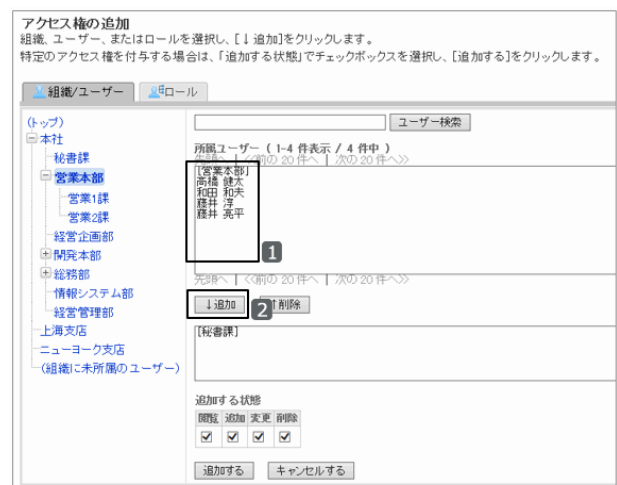 アクセス権の追加
組織、ユーザー、またはロールを選択し、[↓追加]をクリックします。
特定のアクセス権を付与する場合は、「追加する状態」でチェックボックスを選択し、[追加する]をクリックします。
組織/ユーザー
ロール
(トップ)
本社
秘書課
営業本部
営業1課
営業2課
経営企画部
開発本部
総務部
情報システム部
経営管理部
上海支店
ニューヨーク支店
(組織に未所属のユーザー)
ユーザー検索
所属ユーザー ( 1-4 件表示 / 4 件中 )
先頭へ | <<前の 20 件へ | 次の 20 件へ>>
[営業本部]
高橋 健太
和田 和夫
藤井 淳
藤井 亮平
1
先頭へ | <<前の 20 件へ | 次の 20 件へ>>
↓追加
2
↑削除
[秘書課]
追加する状態
閲覧 追加 変更 削除
追加する
キャンセルする